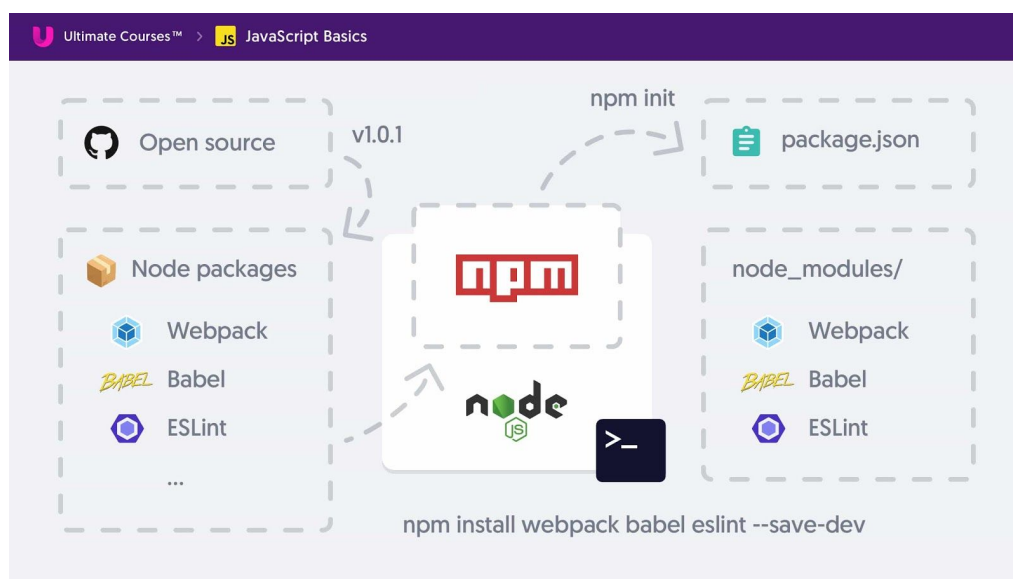 Ultimate Courses™ > JS JavaScript Basics
Open source
v1.0.1
npm init
package.json
Node packages
Webpack
BABEL Babel
ESLint
...
npm
node
JS
>_
node_modules/
Webpack
BABEL Babel
ESLint
npm install webpack babel eslint --save-dev